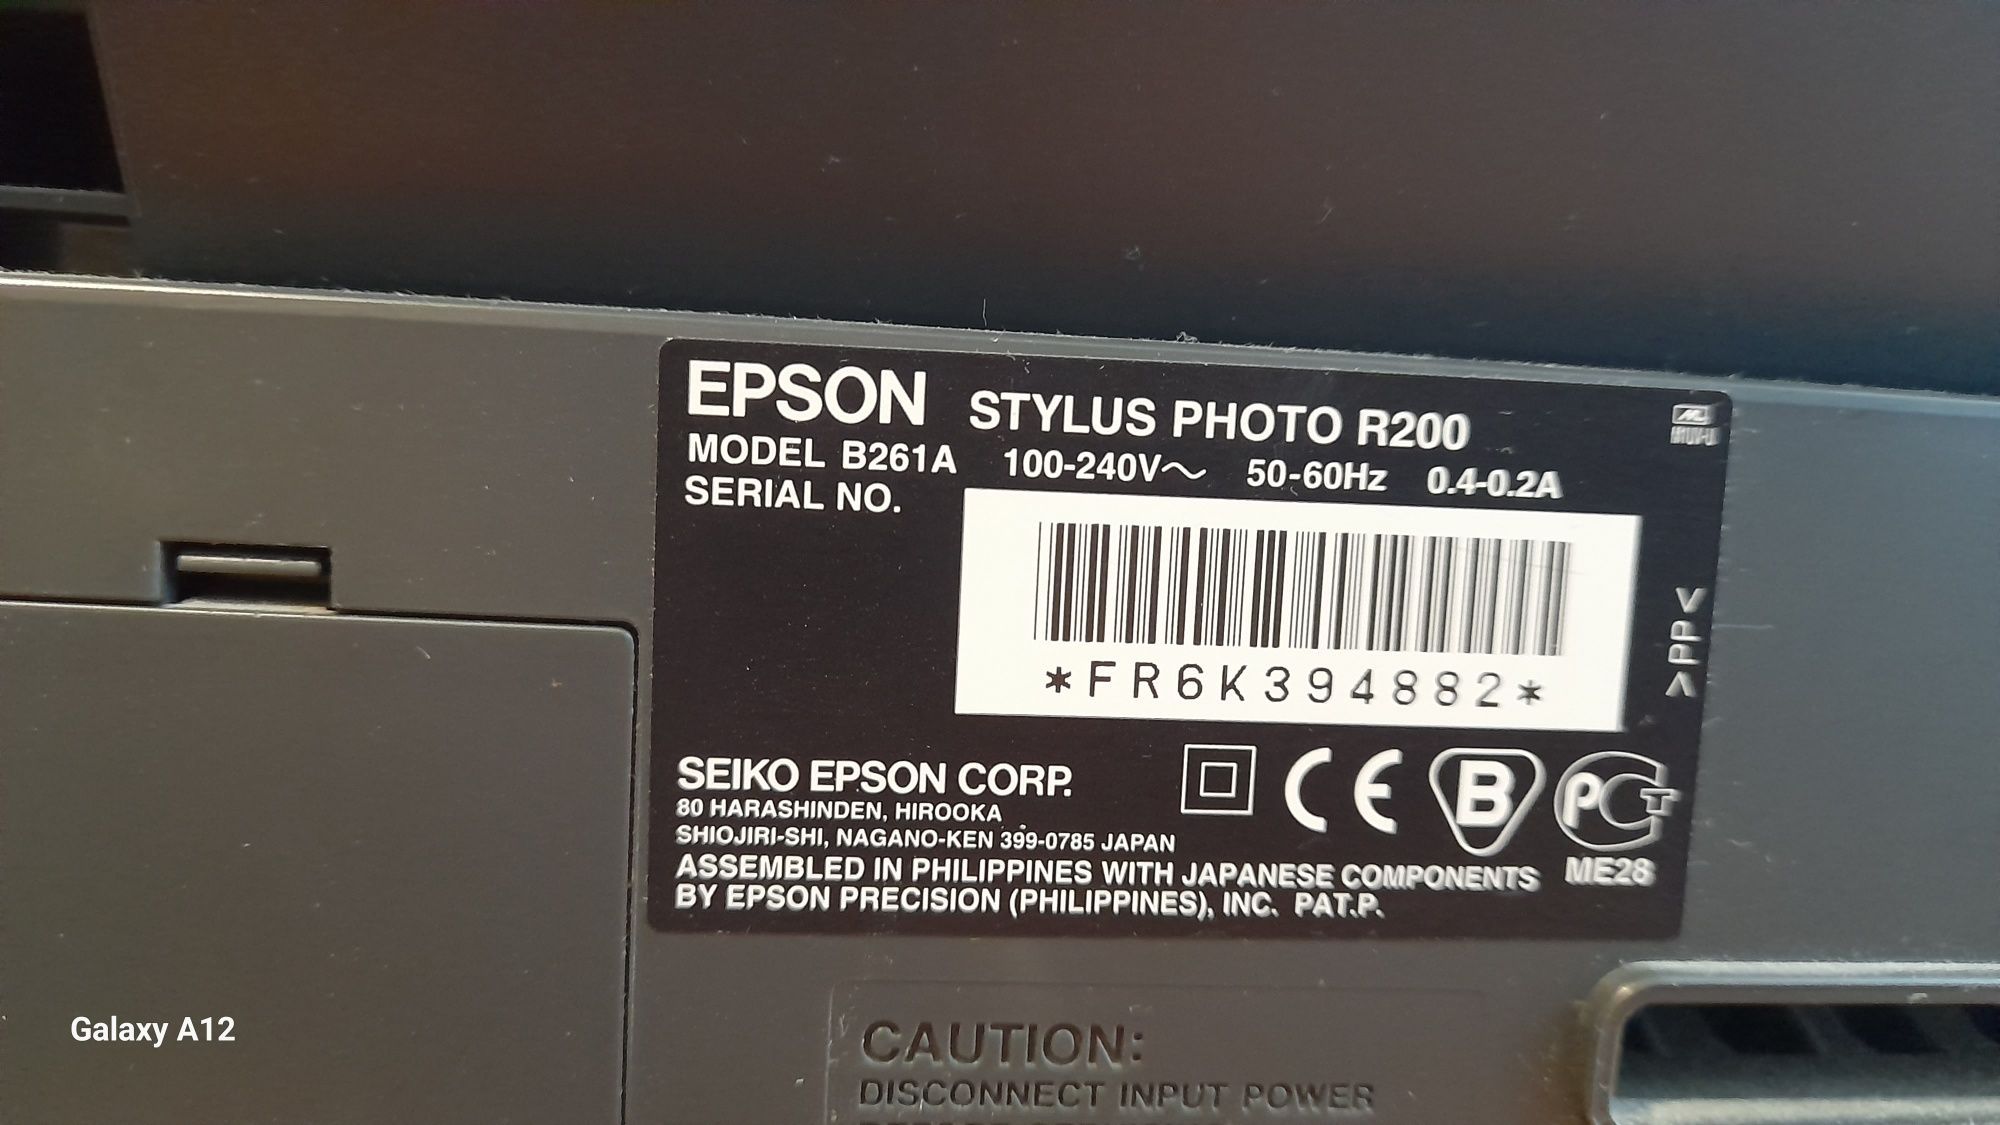 EPSON STYLUS PHOTO R200
MODEL B261A 100-240V～ 50-60Hz 0.4-0.2A
SERIAL NO.
*FR6K394882*
>PP<
SEIKO EPSON CORP.
80 HARASHINDEN, HIROOKA
SHIOJIRI-SHI, NAGANO-KEN 399-0785 JAPAN
ASSEMBLED IN PHILIPPINES WITH JAPANESE COMPONENTS
BY EPSON PRECISION (PHILIPPINES), INC. PAT.P.
CE B PCT
ME28
CAUTION:
DISCONNECT INPUT POWER
Galaxy A12